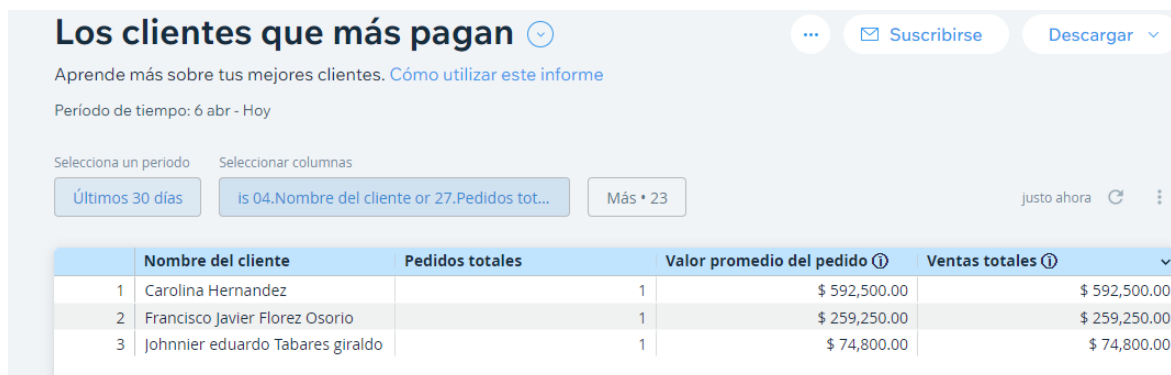 Los clientes que más pagan
... Suscribirse Descargar
Aprende más sobre tus mejores clientes. Cómo utilizar este informe
Período de tiempo: 6 abr - Hoy
Selecciona un periodo Seleccionar columnas
Últimos 30 días is 04.Nombre del cliente or 27.Pedidos tot... Más • 23 justo ahora
Nombre del cliente Pedidos totales Valor promedio del pedido Ventas totales
1 Carolina Hernandez 1 $ 592,500.00 $ 592,500.00
2 Francisco Javier Florez Osorio 1 $ 259,250.00 $ 259,250.00
3 Johnnier eduardo Tabares giraldo 1 $ 74,800.00 $ 74,800.00